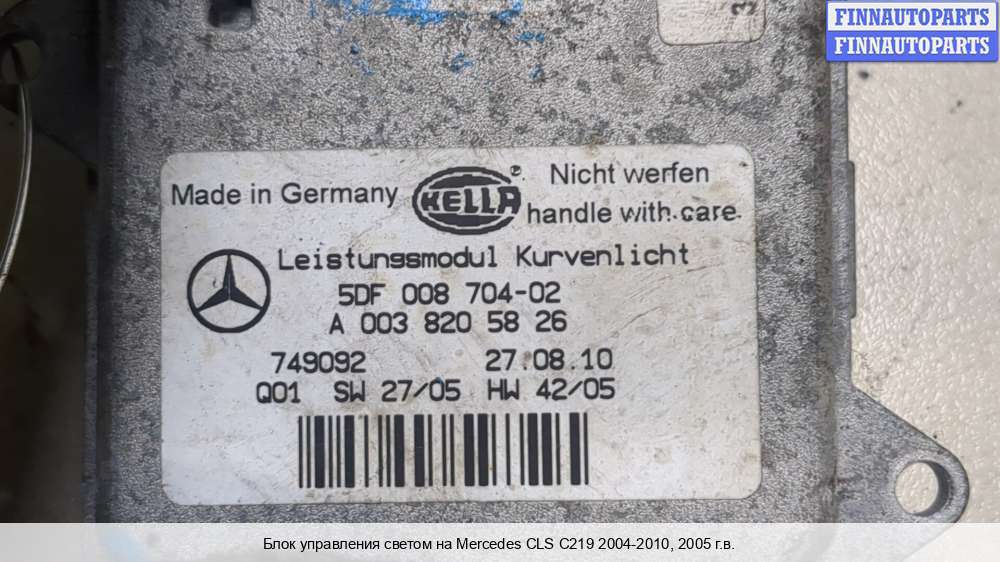 3
FINNAUTOPARTS
FINNAUTOPARTS
Made in Germany HELLA ® Nicht werfen
handle with care
Leistungsmodul Kurvenlicht
5DF 008 704-02
A 003 820 58 26
749092 27.08.10
Q01 SW 27/05 HW 42/05
Блок управления светом на Mercedes CLS C219 2004-2010, 2005 г.в.